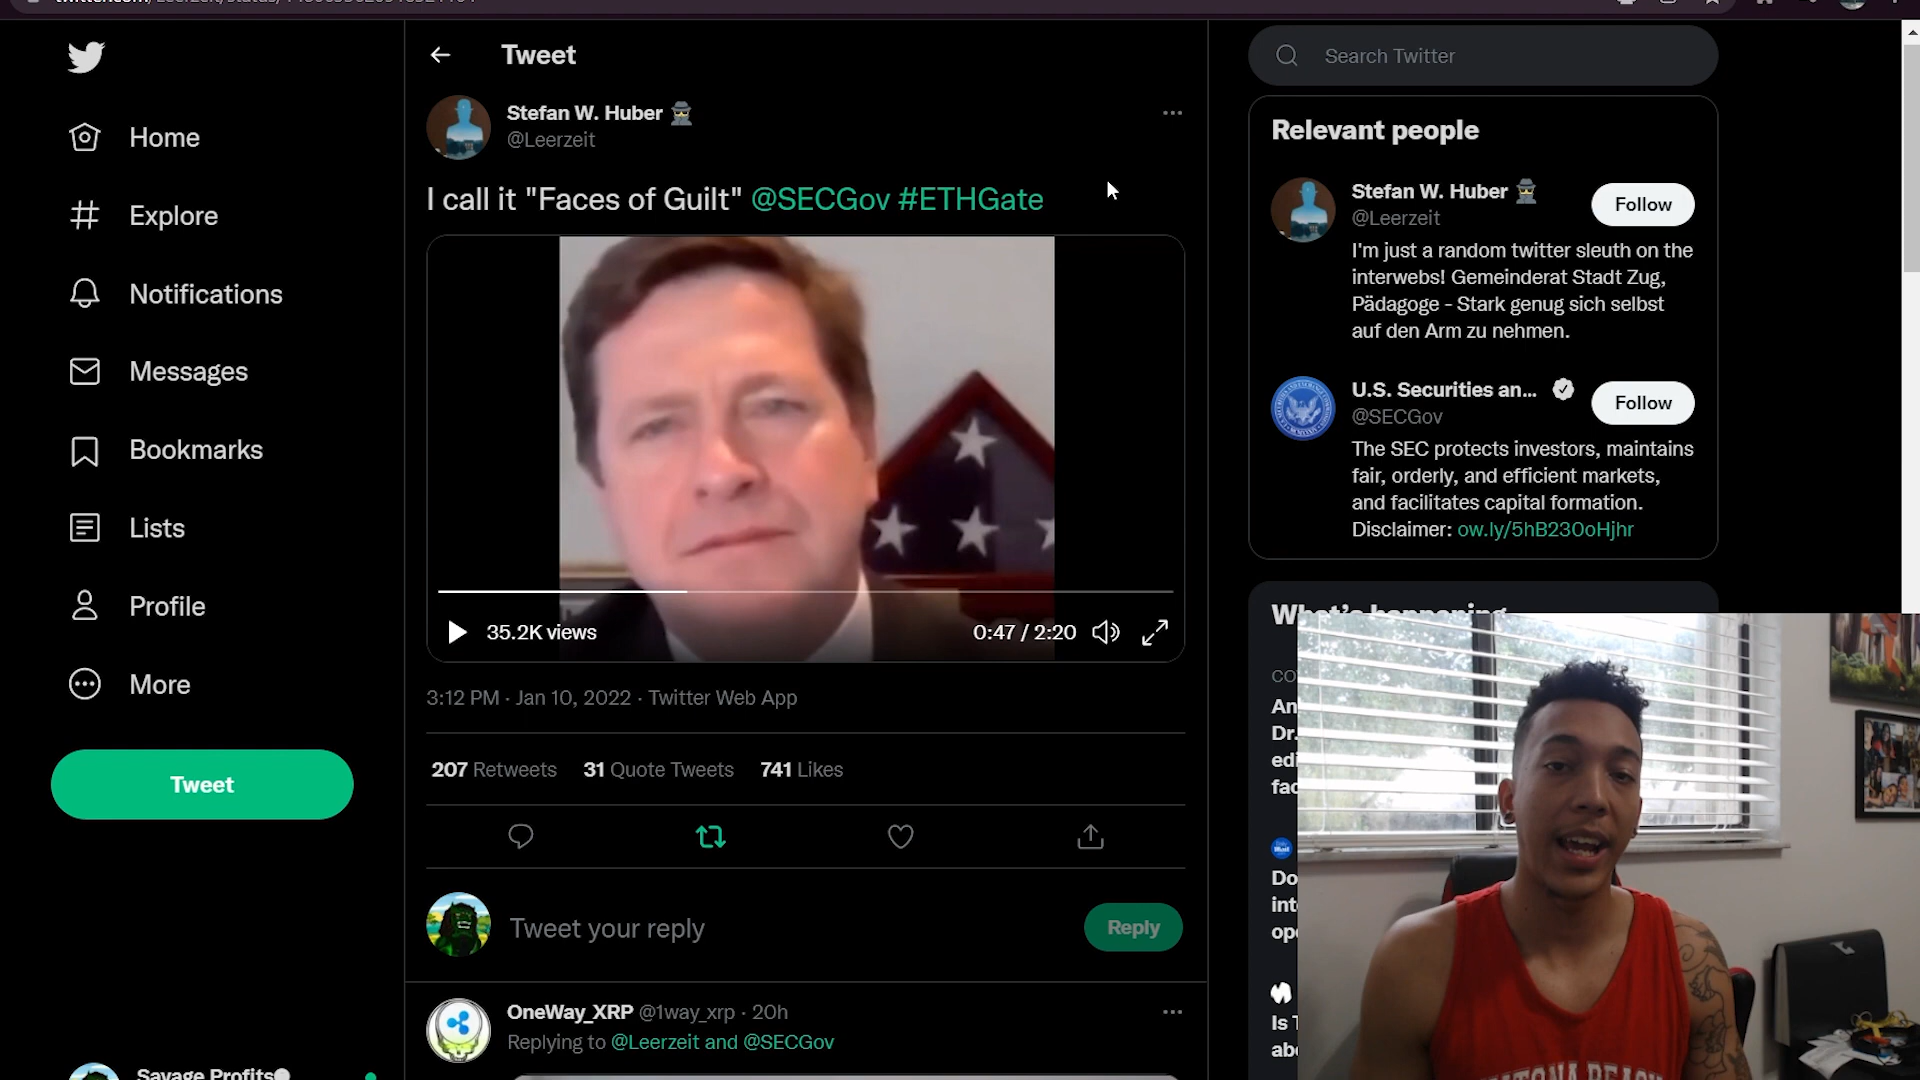 Tweet
Search Twitter
Home
Explore
Notifications
Messages
Bookmarks
Lists
Profile
More
Tweet
Stefan W. Huber
@Leerzeit
I call it "Faces of Guilt" @SECGov #ETHGate
35.2K views
0:47 / 2:20
3:12 PM · Jan 10, 2022 · Twitter Web App
207 Retweets 31 Quote Tweets 741 Likes
Tweet your reply
Reply
OneWay_XRP @1way_xrp · 20h
Replying to @Leerzeit and @SECGov
Savage Profits
Relevant people
Stefan W. Huber
@Leerzeit
Follow
I'm just a random twitter sleuth on the
interwebs! Gemeinderat Stadt Zug,
Pädagoge - Stark genug sich selbst
auf den Arm zu nehmen.
U.S. Securities an...
@SECGov
Follow
The SEC protects investors, maintains
fair, orderly, and efficient markets,
and facilitates capital formation.
Disclaimer: ow.ly/5hB230oHjhr
What's happening